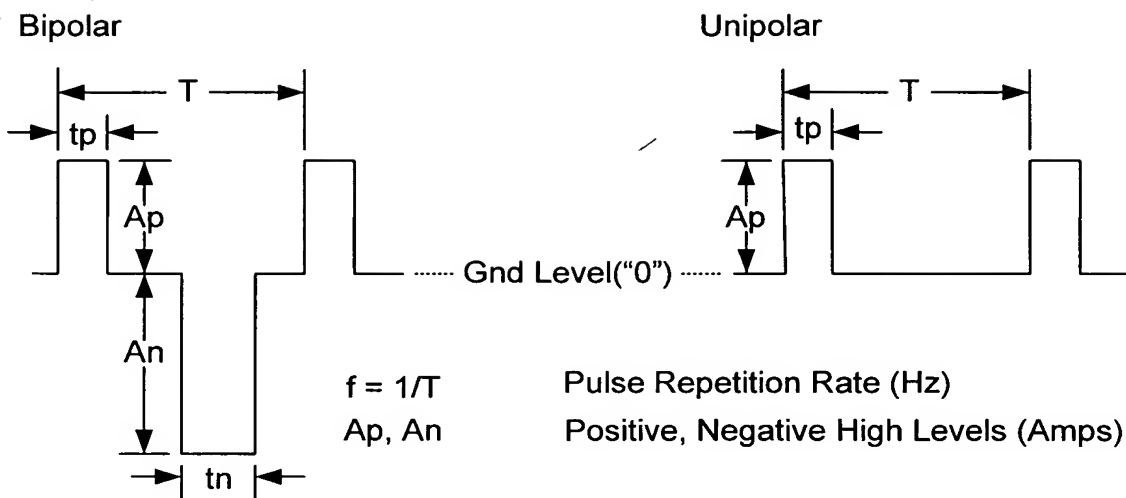 Bipolar
Unipolar
T
T
tp
tp
Ap
Ap
Gnd Level("0")
An
f = 1/T
Pulse Repetition Rate (Hz)
Ap, An
Positive, Negative High Levels (Amps)
tn